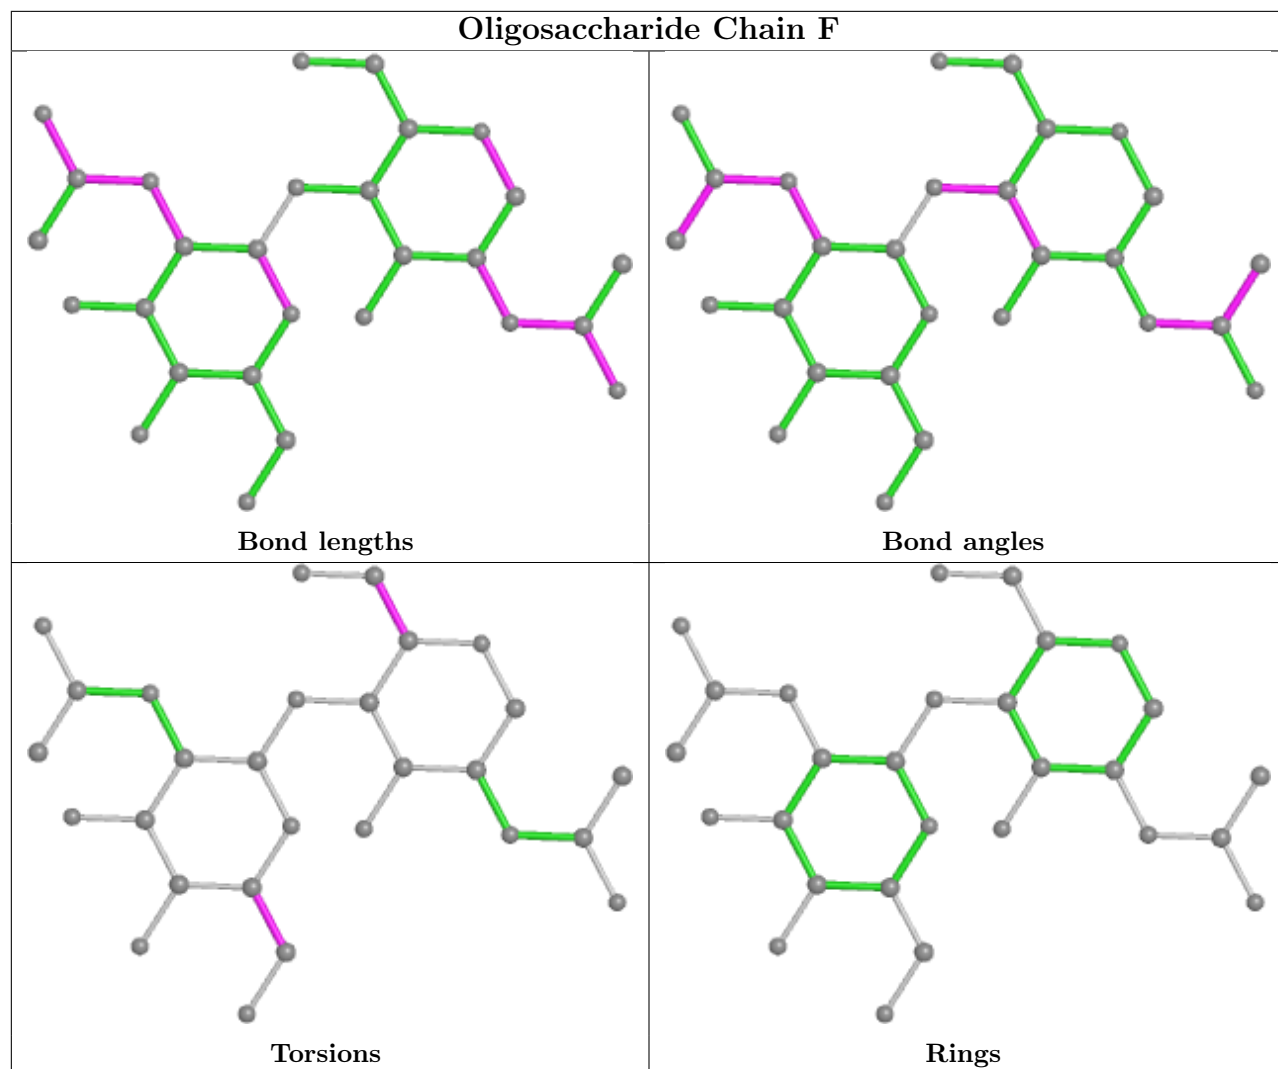 Oligosaccharide Chain F
Bond lengths
Bond angles
Torsions
Rings